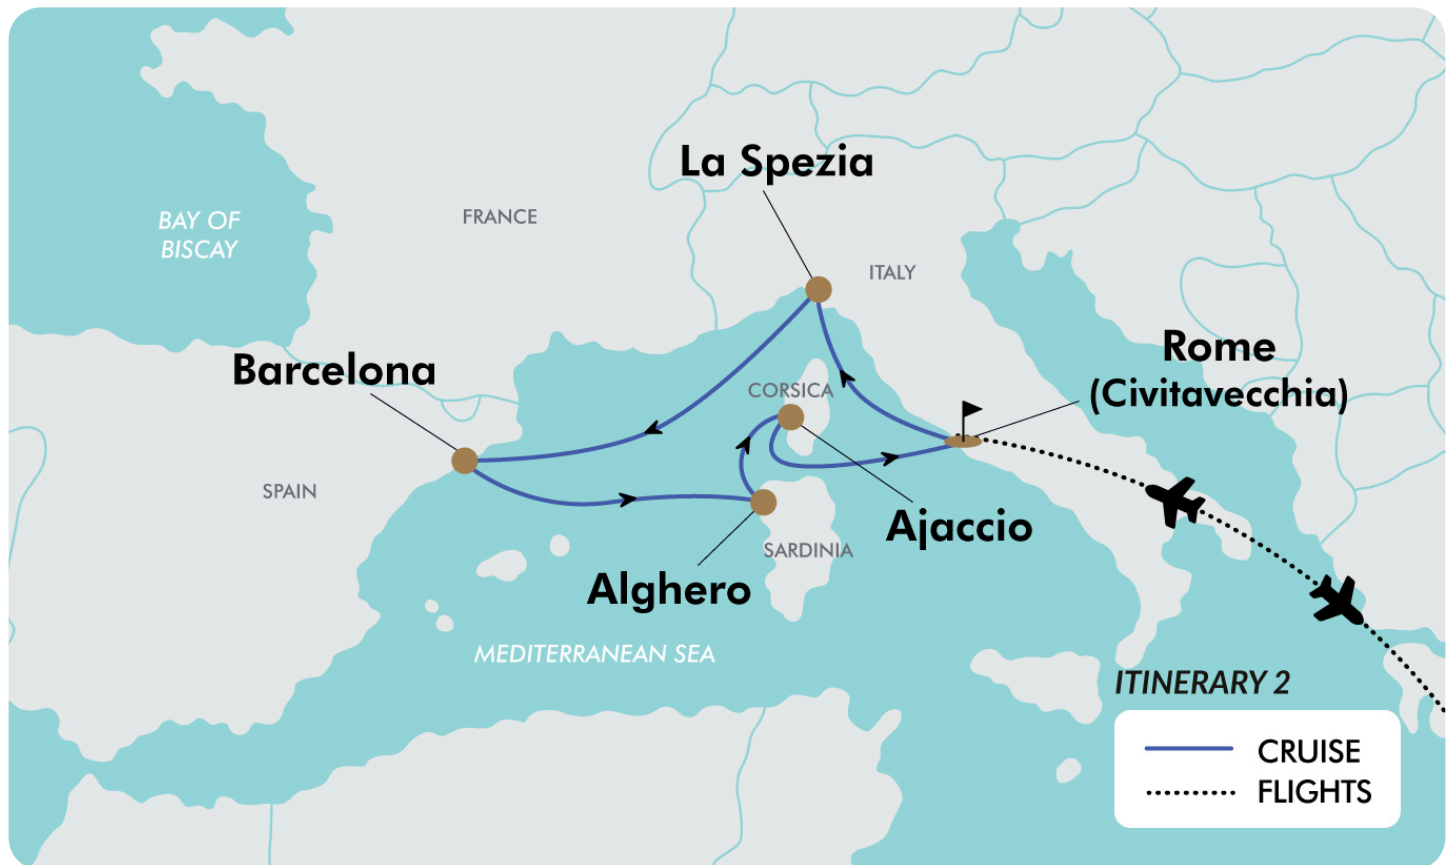 La Spezia
BAY OF
BISCAY
FRANCE
ITALY
Rome
(Civitavecchia)
Barcelona
CORSICA
SPAIN
Ajaccio
SARDINIA
Alghero
MEDITERRANEAN SEA
ITINERARY 2
CRUISE
FLIGHTS